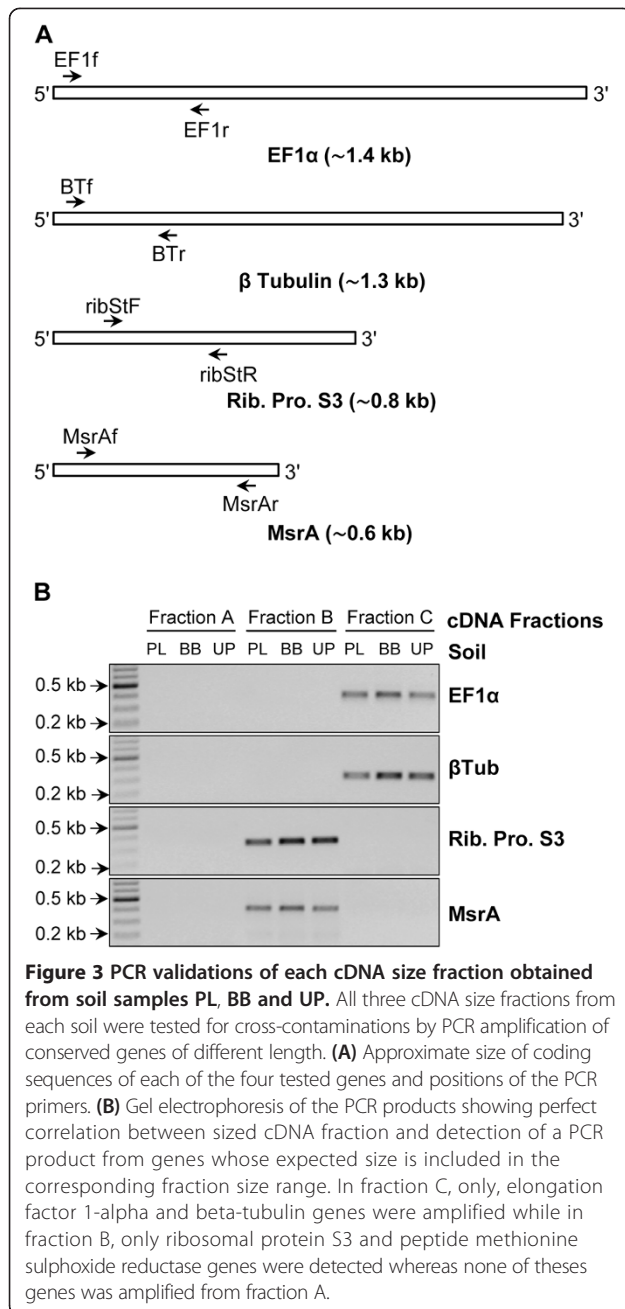 A
EF1f
5' 3'
EF1r
EF1α (~1.4 kb)
BTf
5' 3'
BTr
β Tubulin (~1.3 kb)
ribStF
5' 3'
ribStR
Rib. Pro. S3 (~0.8 kb)
MsrAf
5' 3'
MsrAr
MsrA (~0.6 kb)
B
Fraction A Fraction B Fraction C cDNA Fractions
PL BB UP PL BB UP PL BB UP Soil
0.5 kb
EF1α
0.2 kb
0.5 kb
βTub
0.2 kb
0.5 kb
Rib. Pro. S3
0.2 kb
0.5 kb
MsrA
0.2 kb
Figure 3 PCR validations of each cDNA size fraction obtained
from soil samples PL, BB and UP. All three cDNA size fractions from
each soil were tested for cross-contaminations by PCR amplification of
conserved genes of different length. (A) Approximate size of coding
sequences of each of the four tested genes and positions of the PCR
primers. (B) Gel electrophoresis of the PCR products showing perfect
correlation between sized cDNA fraction and detection of a PCR
product from genes whose expected size is included in the
corresponding fraction size range. In fraction C, only, elongation
factor 1-alpha and beta-tubulin genes were amplified while in
fraction B, only ribosomal protein S3 and peptide methionine
sulphoxide reductase genes were detected whereas none of theses
genes was amplified from fraction A.